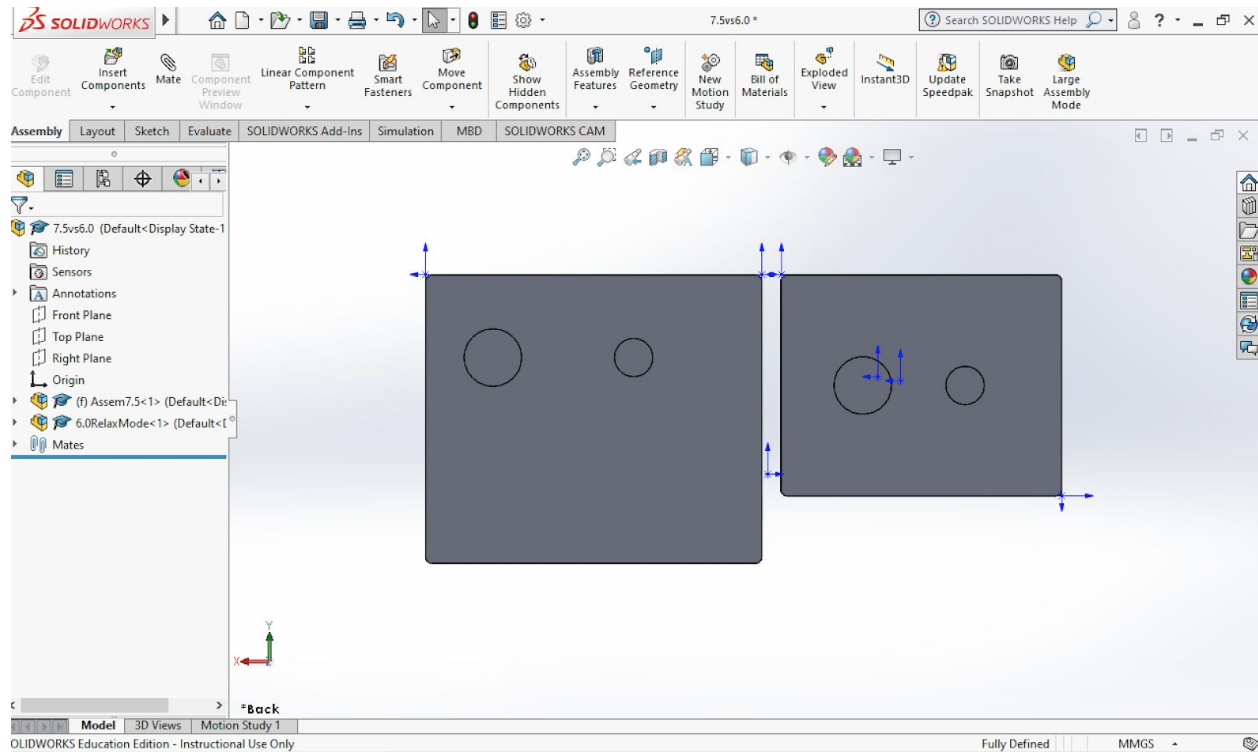 SOLIDWORKS
7.5vs6.0 *
Search SOLIDWORKS Help
Edit Component
Insert Components
Mate
Component Preview Window
Linear Component Pattern
Smart Fasteners
Move Component
Show Hidden Components
Assembly Features
Reference Geometry
New Motion Study
Bill of Materials
Exploded View
Instant3D
Update Speedpak
Take Snapshot
Large Assembly Mode
Assembly Layout Sketch Evaluate SOLIDWORKS Add-Ins Simulation MBD SOLIDWORKS CAM
7.5vs6.0 (Default<Display State-1
History
Sensors
Annotations
Front Plane
Top Plane
Right Plane
Origin
(f) Assem7.5<1> (Default<Di
6.0RelaxMode<1> (Default<
Mates
Y
X
*Back
Model 3D Views Motion Study 1
OLIDWORKS Education Edition - Instructional Use Only
Fully Defined
MMGS